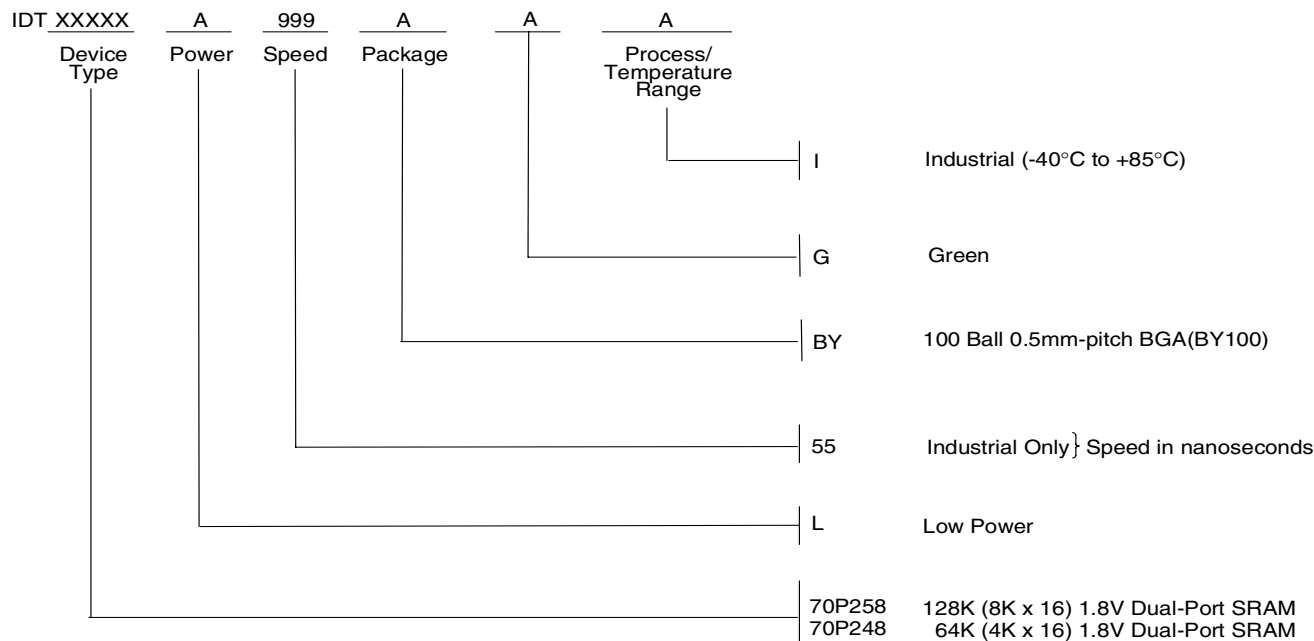 IDT XXXXX A 999 A A A
Device Type Power Speed Package Process/ Temperature Range
I Industrial (-40°C to +85°C)
G Green
BY 100 Ball 0.5mm-pitch BGA(BY100)
55 Industrial Only} Speed in nanoseconds
L Low Power
70P258 128K (8K x 16) 1.8V Dual-Port SRAM
70P248 64K (4K x 16) 1.8V Dual-Port SRAM